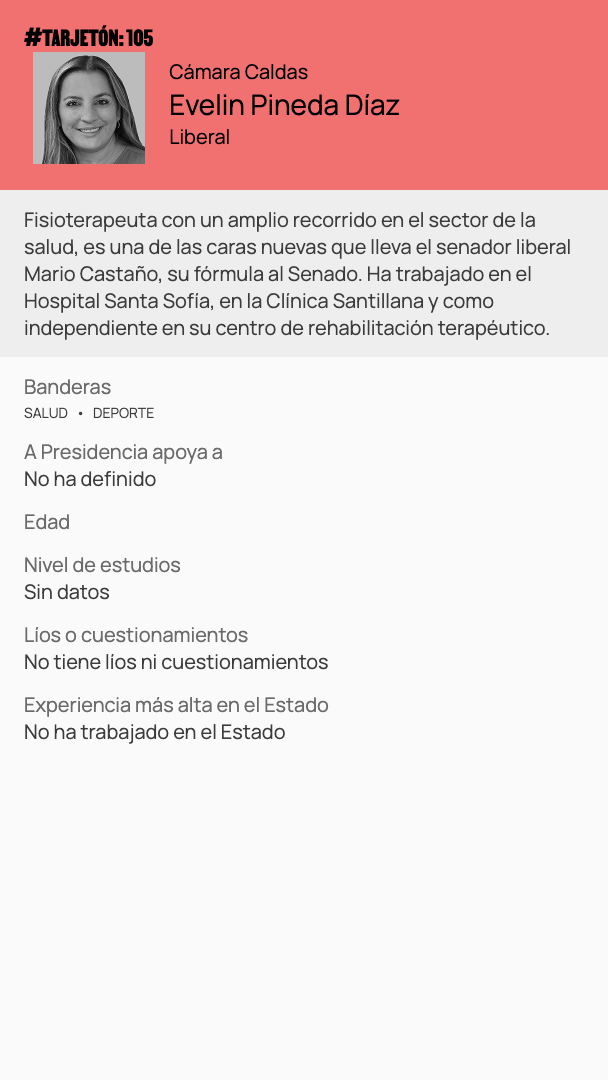 #TARJETÓN: 105
Cámara Caldas
Evelin Pineda Díaz
Liberal
Fisioterapeuta con un amplio recorrido en el sector de la
salud, es una de las caras nuevas que lleva el senador liberal
Mario Castaño, su fórmula al Senado. Ha trabajado en el
Hospital Santa Sofía, en la Clínica Santillana y como
independiente en su centro de rehabilitación terapéutico.
Banderas
SALUD • DEPORTE
A Presidencia apoya a
No ha definido
Edad
Nivel de estudios
Sin datos
Líos o cuestionamientos
No tiene líos ni cuestionamientos
Experiencia más alta en el Estado
No ha trabajado en el Estado